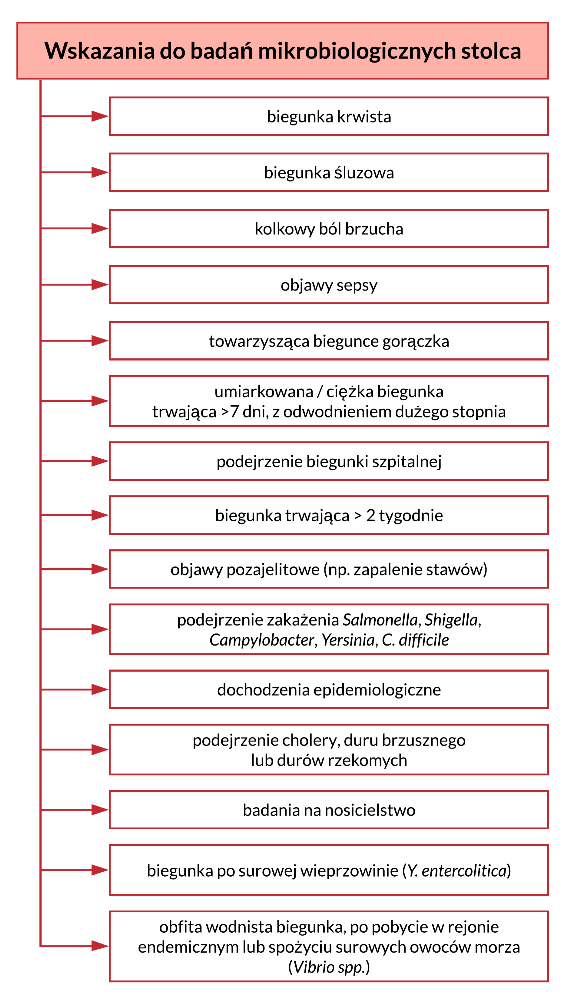 Wskazania do badań mikrobiologicznych stolca
biegunka krwista
biegunka śluzowa
kolkowy ból brzucha
objawy sepsy
towarzysząca biegunce gorączka
umiarkowana / ciężka biegunka
trwająca >7 dni, z odwodnieniem dużego stopnia
podejrzenie biegunki szpitalnej
biegunka trwająca > 2 tygodnie
objawy pozajelitowe (np. zapalenie stawów)
podejrzenie zakażenia Salmonella, Shigella,
Campylobacter, Yersinia, C. difficile
dochodzenia epidemiologiczne
podejrzenie cholery, duru brzusznego
lub durów rzekomych
badania na nosicielstwo
biegunka po surowej wieprzowinie (Y. entercolitica)
obfita wodnista biegunka, po pobycie w rejonie
endemicznym lub spożyciu surowych owoców morza
(Vibrio spp.)